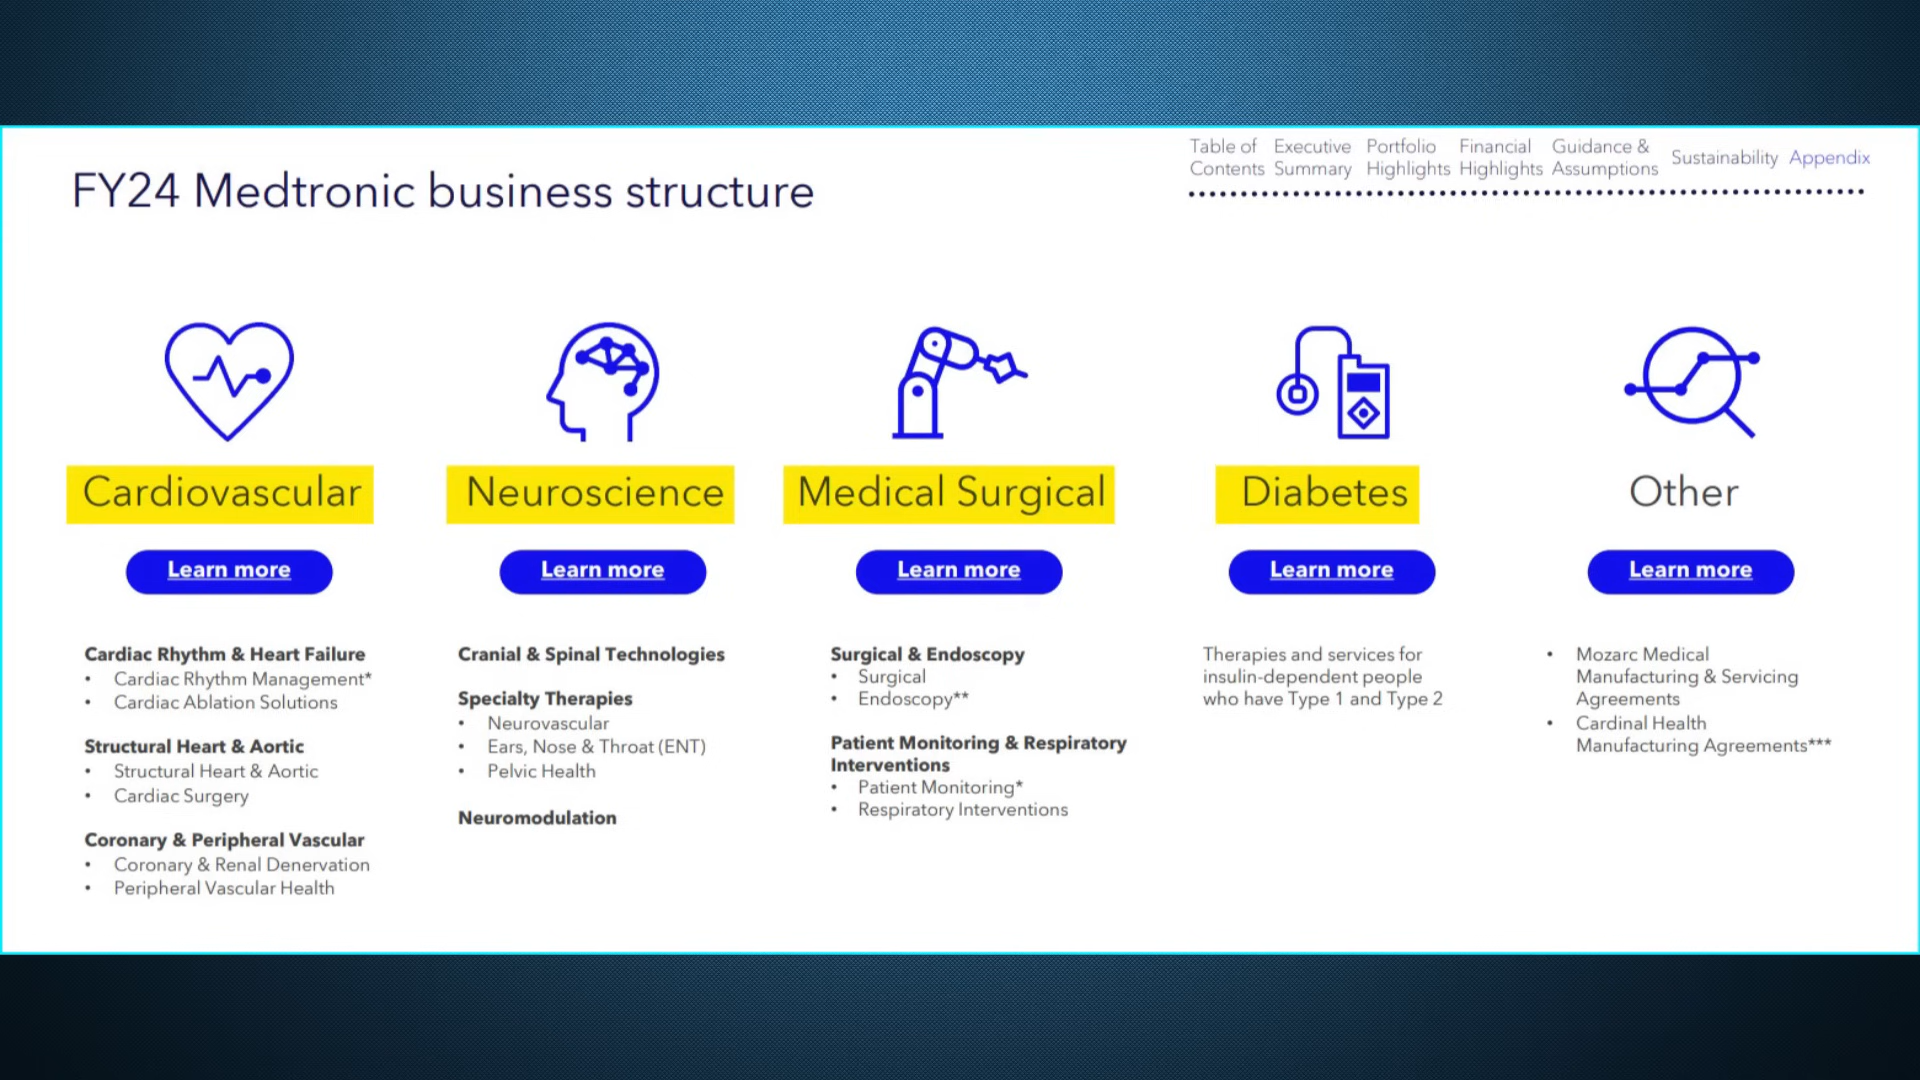 Table of Contents
Executive Summary
Portfolio Highlights
Financial Highlights
Guidance & Assumptions
Sustainability
Appendix
FY24 Medtronic business structure
Cardiovascular
Learn more
Cardiac Rhythm & Heart Failure
• Cardiac Rhythm Management*
• Cardiac Ablation Solutions
Structural Heart & Aortic
• Structural Heart & Aortic
• Cardiac Surgery
Coronary & Peripheral Vascular
• Coronary & Renal Denervation
• Peripheral Vascular Health
Neuroscience
Learn more
Cranial & Spinal Technologies
Specialty Therapies
• Neurovascular
• Ears, Nose & Throat (ENT)
• Pelvic Health
Neuromodulation
Medical Surgical
Learn more
Surgical & Endoscopy
• Surgical
• Endoscopy**
Patient Monitoring & Respiratory
Interventions
• Patient Monitoring*
• Respiratory Interventions
Diabetes
Learn more
Therapies and services for
insulin-dependent people
who have Type 1 and Type 2
Other
Learn more
• Mozarc Medical
Manufacturing & Servicing
Agreements
• Cardinal Health
Manufacturing Agreements***